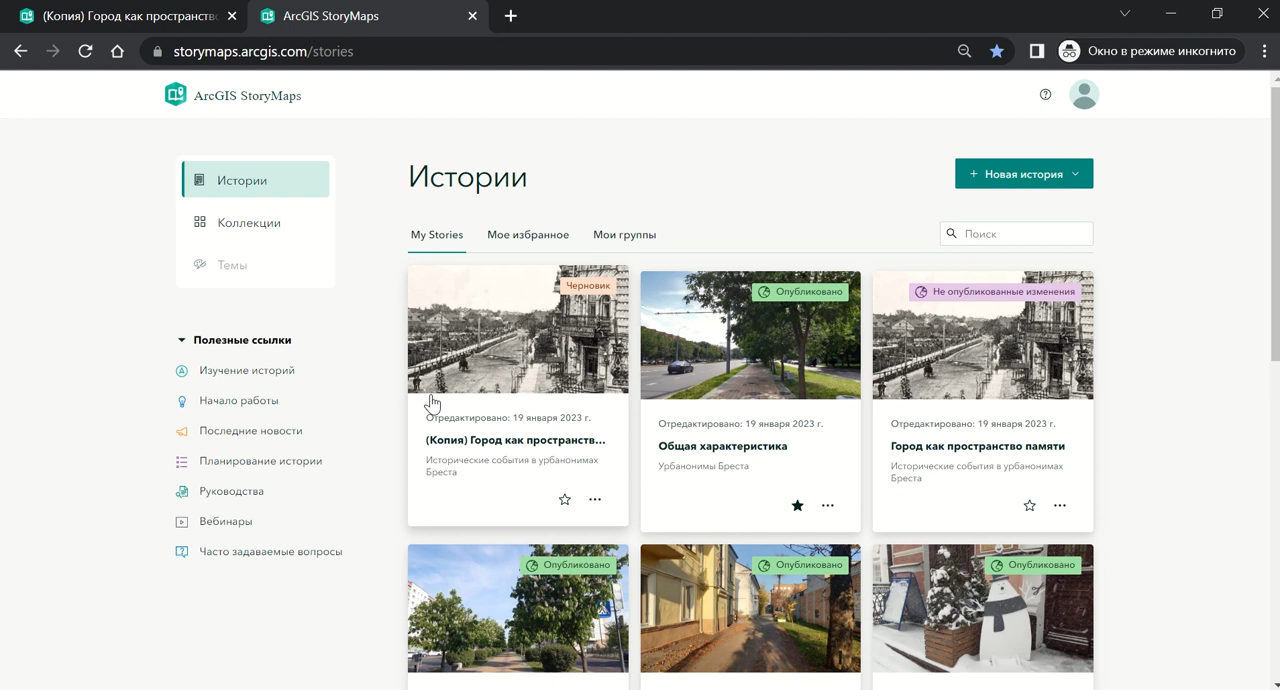 (Копия) Город как пространство
ArcGIS StoryMaps
storymaps.arcgis.com/stories
Окно в режиме инкогнито
ArcGIS StoryMaps
Истории
Коллекции
Темы
Полезные ссылки
Изучение историй
Начало работы
Последние новости
Планирование истории
Руководства
Вебинары
Часто задаваемые вопросы
Истории
+ Новая история
My Stories
Мое избранное
Мои группы
Поиск
Черновик
Отредактировано: 19 января 2023 г.
(Копия) Город как пространств...
Исторические события в урбанонимах
Бреста
Опубликовано
Отредактировано: 19 января 2023 г.
Общая характеристика
Урбанонимы Бреста
Не опубликованные изменения
Отредактировано: 19 января 2023 г.
Город как пространство памяти
Исторические события в урбанонимах
Бреста
Опубликовано
Опубликовано
Опубликовано